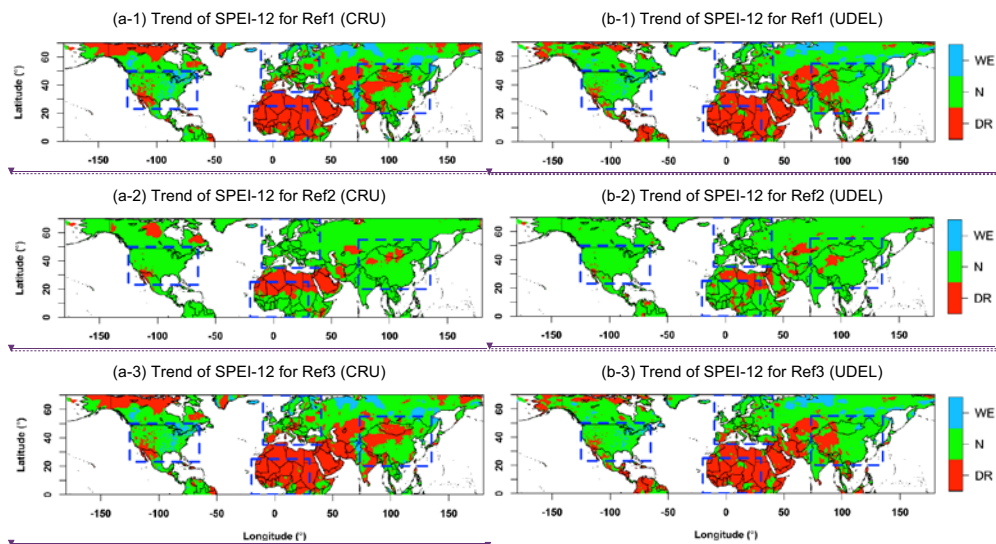 (a-1) Trend of SPEI-12 for Ref1 (CRU)
(b-1) Trend of SPEI-12 for Ref1 (UDEL)
Latitude (°)
60
40
20
0
-150 -100 -50 0 50 100 150
60
40
20
0
-150 -100 -50 0 50 100 150
WE
N
DR
(a-2) Trend of SPEI-12 for Ref2 (CRU)
(b-2) Trend of SPEI-12 for Ref2 (UDEL)
Latitude (°)
60
40
20
0
-150 -100 -50 0 50 100 150
60
40
20
0
-150 -100 -50 0 50 100 150
WE
N
DR
(a-3) Trend of SPEI-12 for Ref3 (CRU)
(b-3) Trend of SPEI-12 for Ref3 (UDEL)
Latitude (°)
60
40
20
0
-150 -100 -50 0 50 100 150
Longitude (°)
60
40
20
0
-150 -100 -50 0 50 100 150
Longitude (°)
WE
N
DR